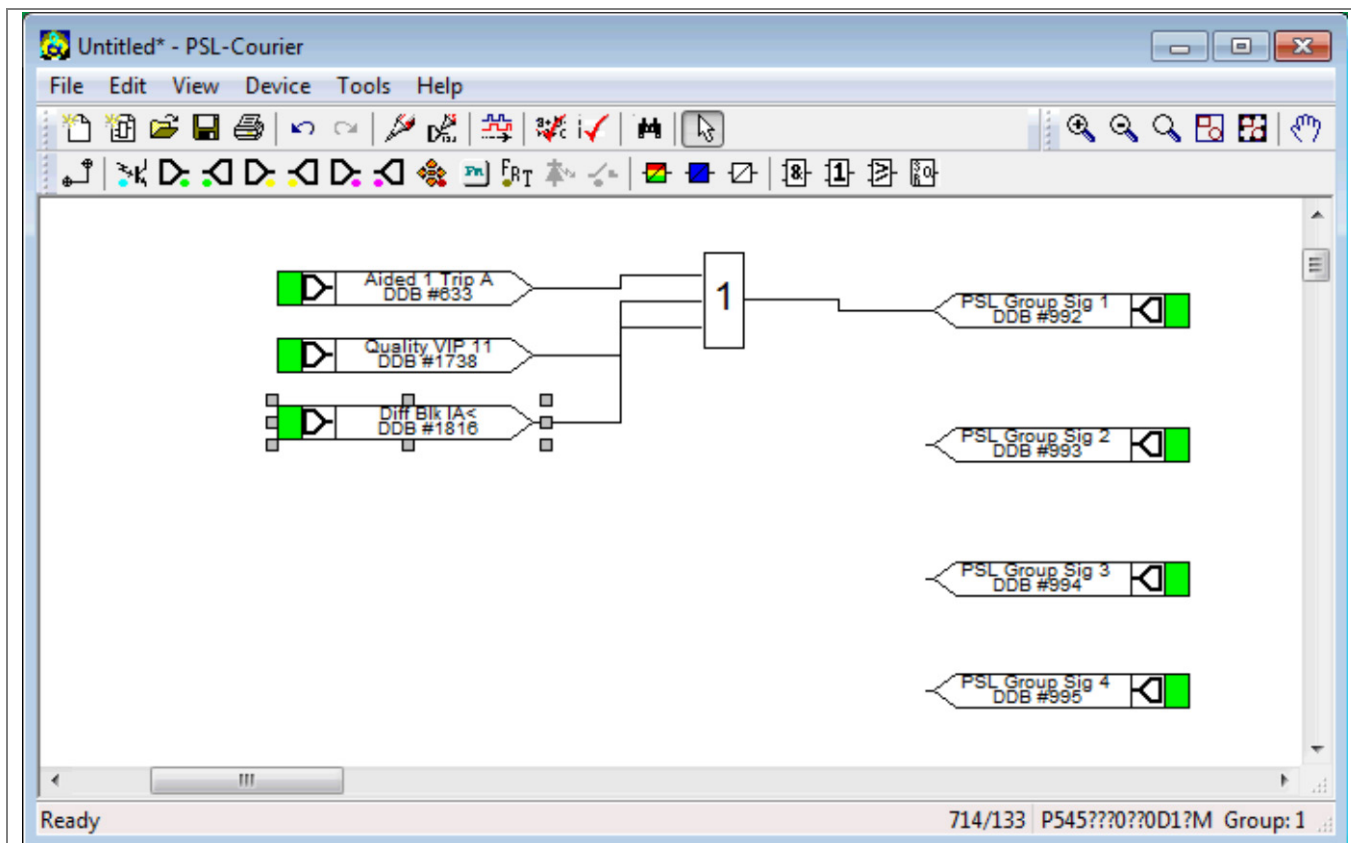 Untitled* - PSL-Courier
File Edit View Device Tools Help
Fn FRT
& 1
Aided 1 Trip A
DDB #633
1
PSL Group Sig 1
DDB #992
Quality VIP 11
DDB #1738
Diff Blk IA<
DDB #1816
PSL Group Sig 2
DDB #993
PSL Group Sig 3
DDB #994
PSL Group Sig 4
DDB #995
Ready 714/133 P545???0??0D1?M Group: 1